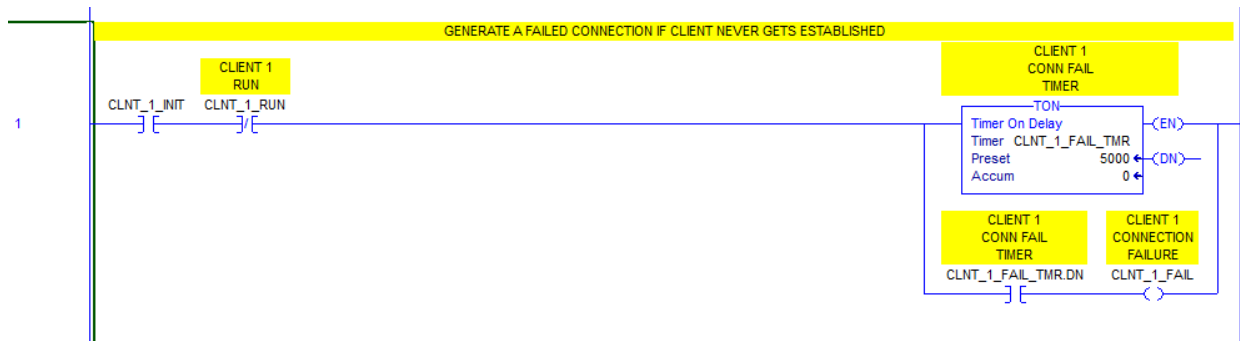 GENERATE A FAILED CONNECTION IF CLIENT NEVER GETS ESTABLISHED
CLIENT 1
RUN
CLNT_1_INIT
CLNT_1_RUN
1
CLIENT 1
CONN FAIL
TIMER
TON
Timer On Delay
Timer CLNT_1_FAIL_TMR
Preset 5000
Accum 0
EN
DN
CLIENT 1
CONN FAIL
TIMER
CLNT_1_FAIL_TMR.DN
CLIENT 1
CONNECTION
FAILURE
CLNT_1_FAIL